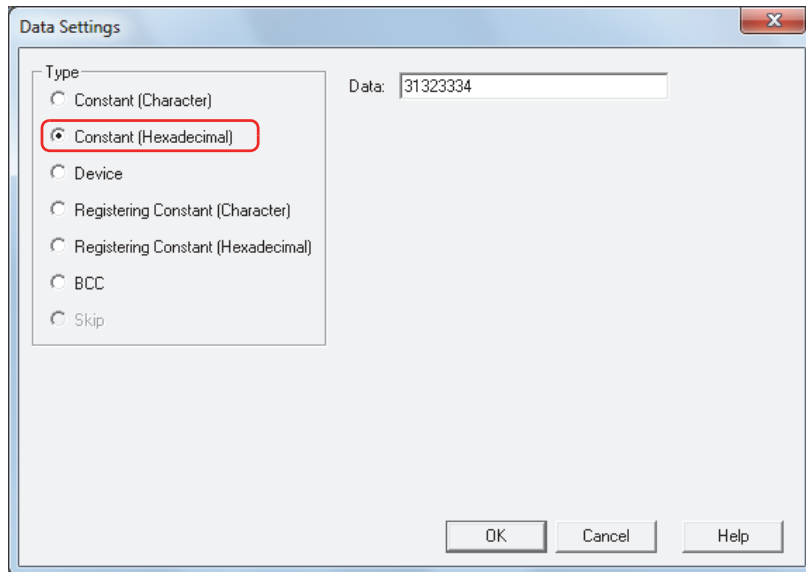 Data Settings
Type
Constant (Character)
Constant (Hexadecimal)
Device
Registering Constant (Character)
Registering Constant (Hexadecimal)
BCC
Skip
Data: 31323334
OK Cancel Help